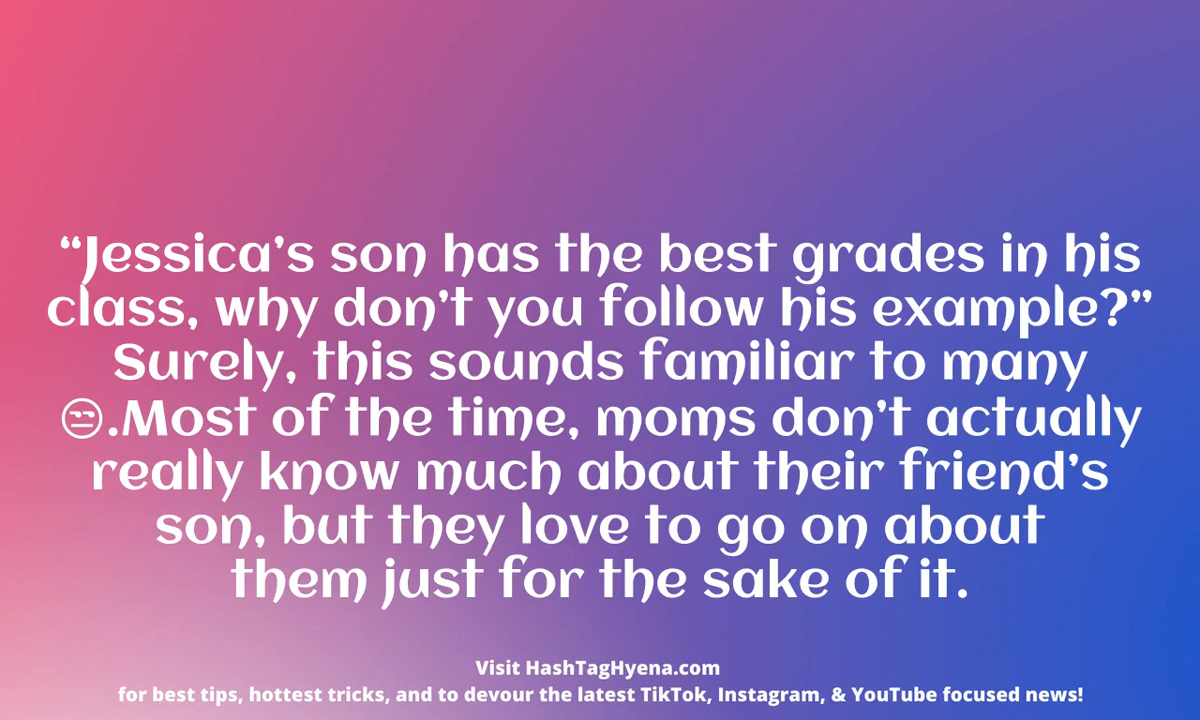 “Jessica’s son has the best grades in his
class, why don’t you follow his example?”
Surely, this sounds familiar to many
😒.Most of the time, moms don’t actually
really know much about their friend’s
son, but they love to go on about
them just for the sake of it.
Visit HashTagHyena.com
for best tips, hottest tricks, and to devour the latest TikTok, Instagram, & YouTube focused news!